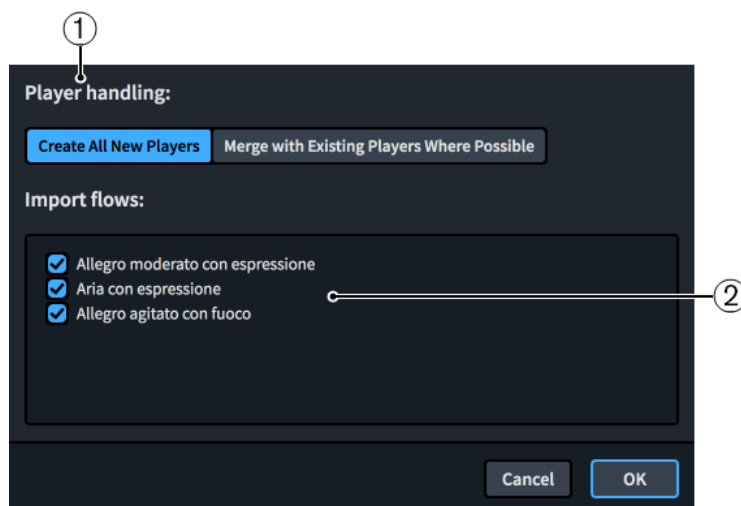 1
Player handling:
Create All New Players Merge with Existing Players Where Possible
Import flows:
Allegro moderato con espressione
Aria con espressione
2
Allegro agitato con fuoco
Cancel OK